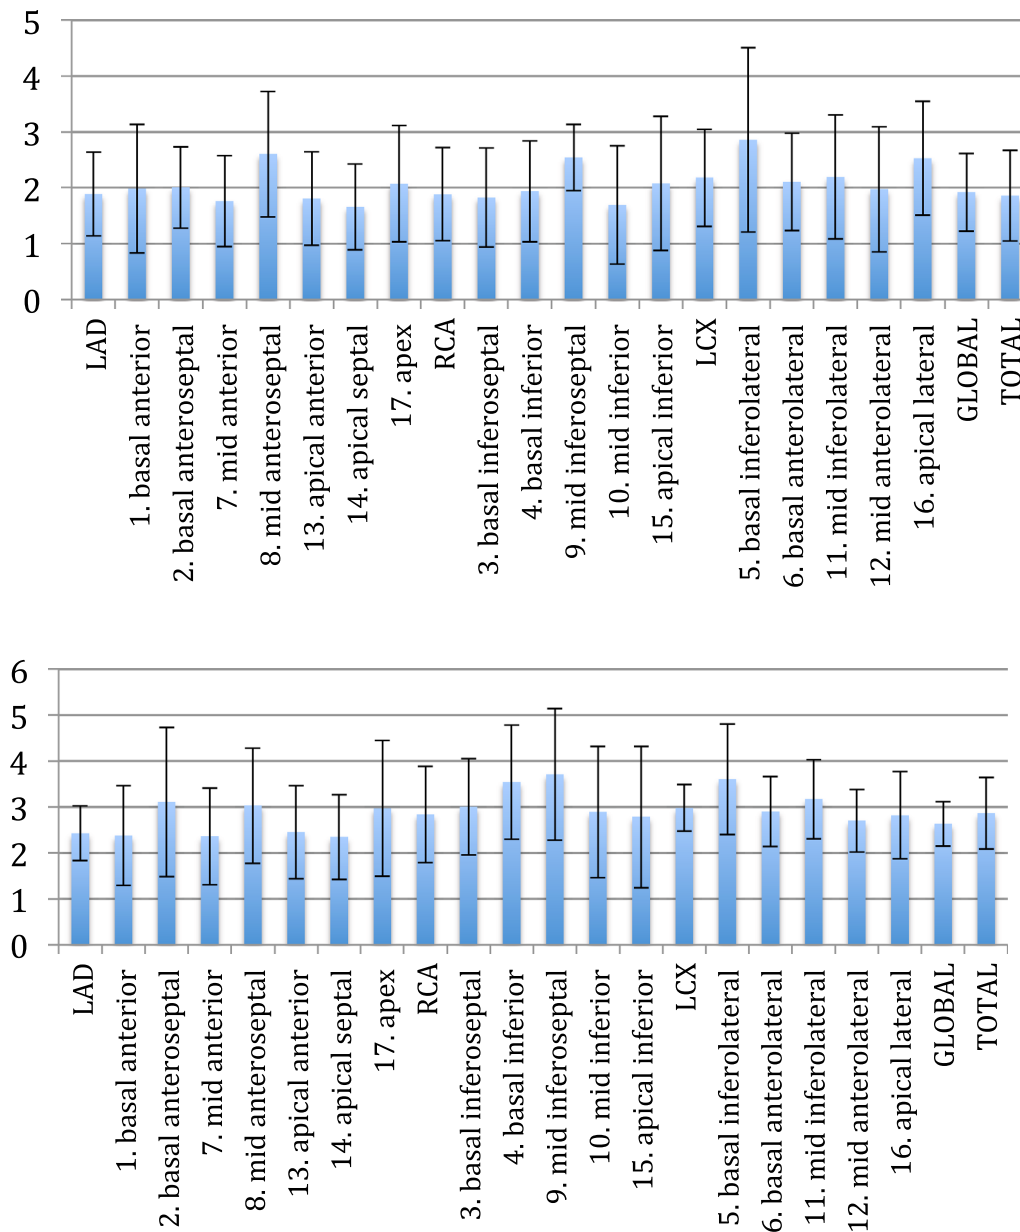 5
4
3
2
1
0
LAD
1. basal anterior
2. basal anteroseptal
7. mid anterior
8. mid anteroseptal
13. apical anterior
14. apical septal
17. apex
RCA
3. basal inferoseptal
4. basal inferior
9. mid inferoseptal
10. mid inferior
15. apical inferior
LCX
5. basal inferolateral
6. basal anterolateral
11. mid inferolateral
12. mid anterolateral
16. apical lateral
GLOBAL
TOTAL
6
5
4
3
2
1
0
LAD
1. basal anterior
2. basal anteroseptal
7. mid anterior
8. mid anteroseptal
13. apical anterior
14. apical septal
17. apex
RCA
3. basal inferoseptal
4. basal inferior
9. mid inferoseptal
10. mid inferior
15. apical inferior
LCX
5. basal inferolateral
6. basal anterolateral
11. mid inferolateral
12. mid anterolateral
16. apical lateral
GLOBAL
TOTAL